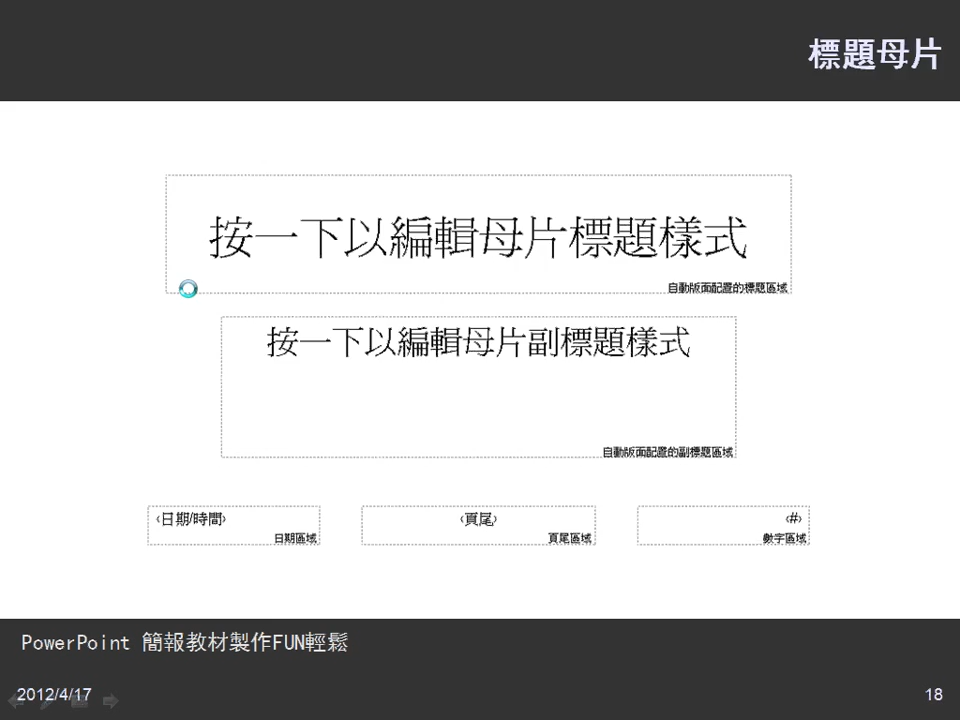 標題母片
按一下以編輯母片標題樣式
自動版面配置的標題區域
按一下以編輯母片副標題樣式
自動版面配置的副標題區域
‹日期/時間›
日期區域
‹頁尾›
頁尾區域
‹#›
數字區域
PowerPoint 簡報教材製作FUN輕鬆
2012/4/17
18